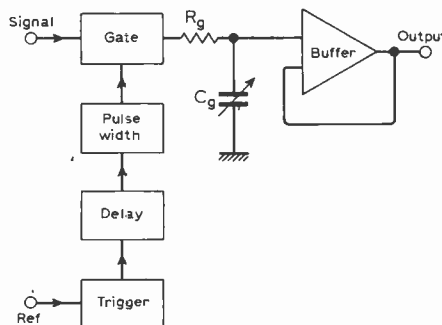 Signal
Gate
Rg
Buffer
Output
Cg
Pulse
width
Delay
Trigger
Ref